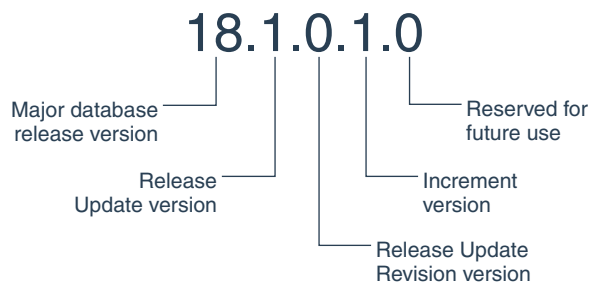 18.1.0.1.0
Major database
release version
Reserved for
future use
Release
Update version
Increment
version
Release Update
Revision version